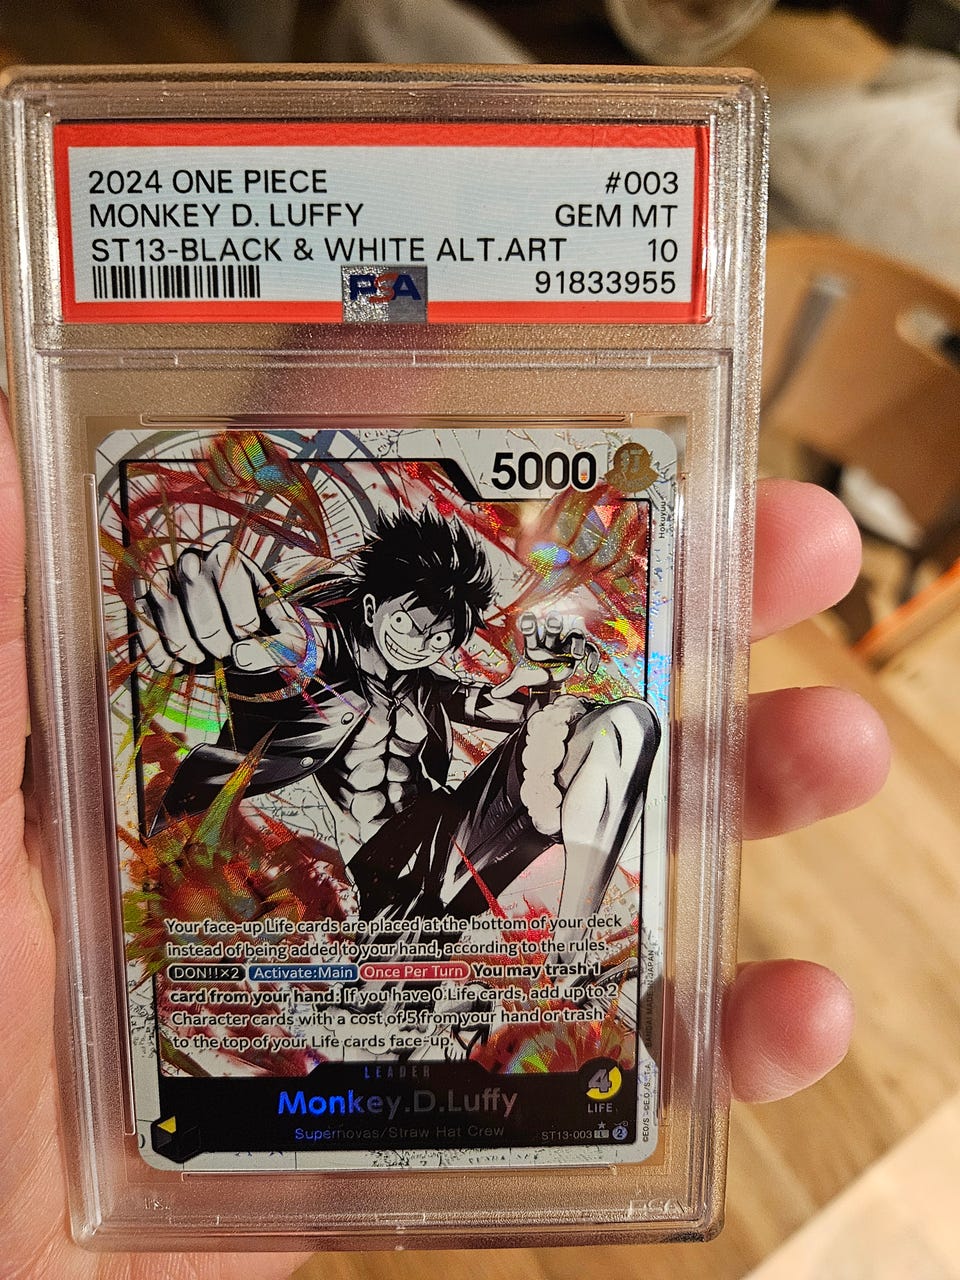 2024 ONE PIECE #003
MONKEY D. LUFFY GEM MT
ST13-BLACK & WHITE ALT.ART 10
91833955
PSA
5000
Your face-up Life cards are placed at the bottom of your deck
instead of being added to your hand, according to the rules.
DON!!×2 Activate:Main Once Per Turn You may trash 1
card from your hand: If you have 0 Life cards, add up to 2
Character cards with a cost of 5 from your hand or trash
to the top of your Life cards face-up.
LEADER
Monkey.D.Luffy
Supernovas/Straw Hat Crew
4
LIFE
ST13-003 L 2
Hokuyuu